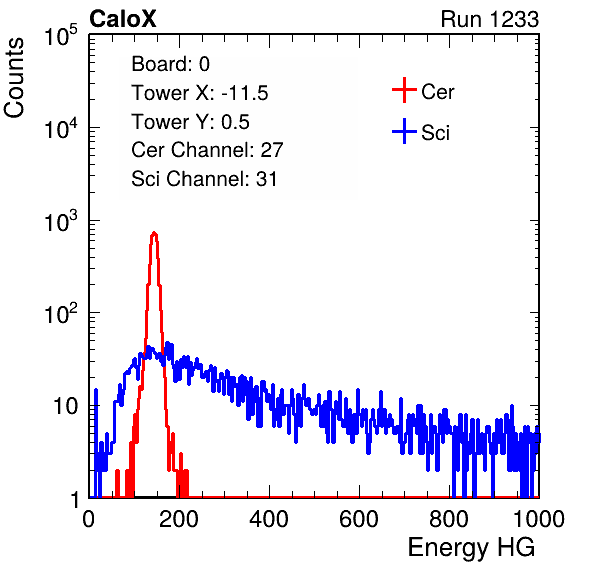 CaloX Run 1233
Counts
10^5
10^4
10^3
10^2
10
1
Board: 0
Tower X: -11.5
Tower Y: 0.5
Cer Channel: 27
Sci Channel: 31
Cer
Sci
0 200 400 600 800 1000
Energy HG